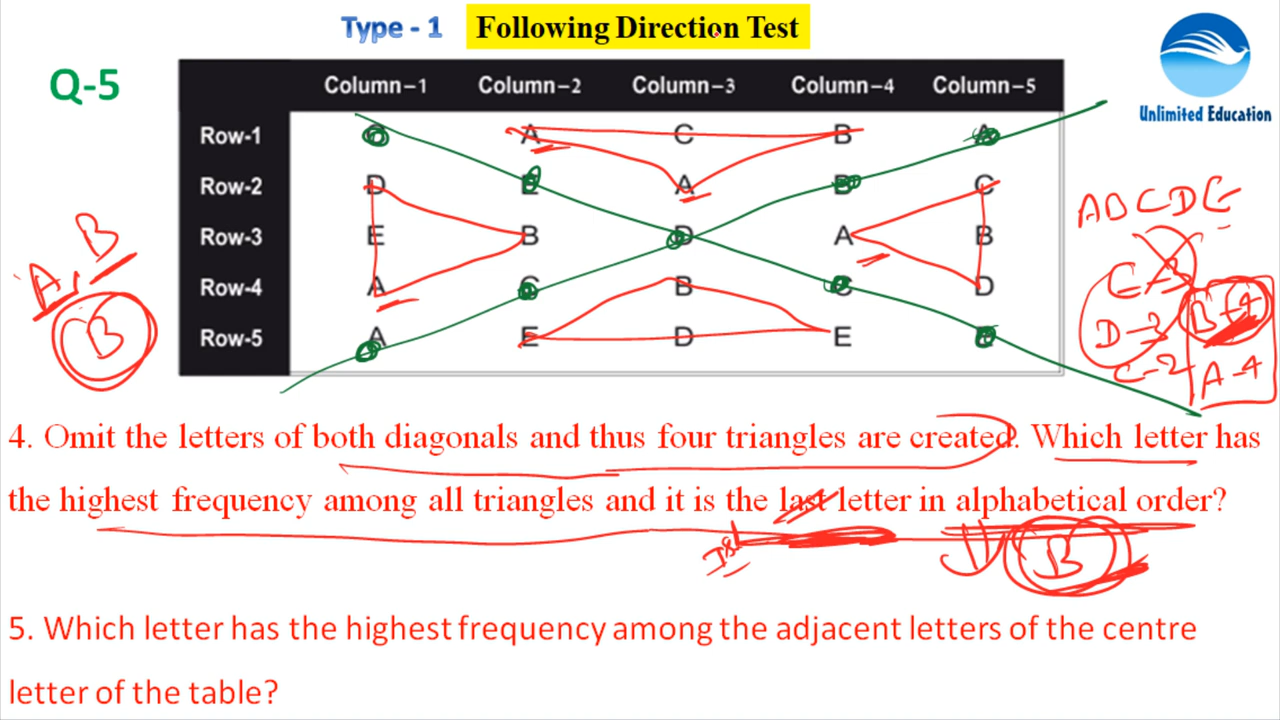 Type - 1 Following Direction Test
Unlimited Education
Q-5
Column-1 Column-2 Column-3 Column-4 Column-5
Row-1 A C B A
Row-2 D E A B C
Row-3 E B D A B
Row-4 A C B C D
Row-5 A E D E
A, B
B
A B C D E
D-3 B-4
C-2 A-4
4. Omit the letters of both diagonals and thus four triangles are created. Which letter has
the highest frequency among all triangles and it is the last letter in alphabetical order?
Ist
B
5. Which letter has the highest frequency among the adjacent letters of the centre
letter of the table?